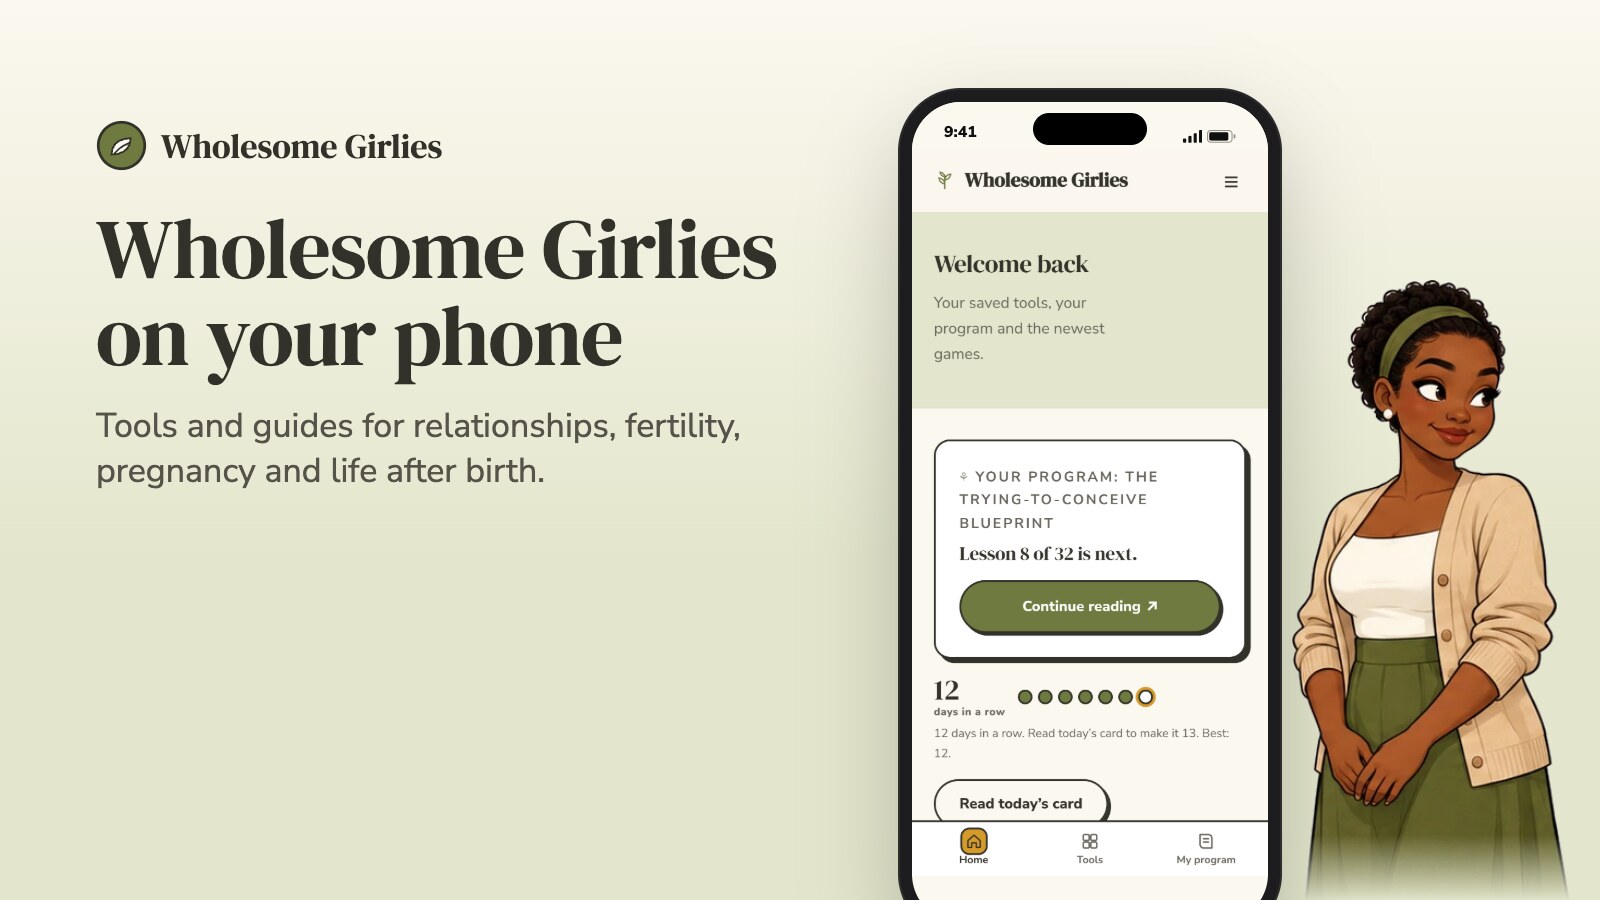 Wholesome Girlies
Wholesome Girlies
on your phone
Tools and guides for relationships, fertility,
pregnancy and life after birth.
9:41
Wholesome Girlies
Welcome back
Your saved tools, your
program and the newest
games.
YOUR PROGRAM: THE
TRYING-TO-CONCEIVE
BLUEPRINT
Lesson 8 of 32 is next.
Continue reading ↗
12
days in a row
12 days in a row. Read today's card to make it 13. Best:
12.
Read today's card
Home
Tools
My program